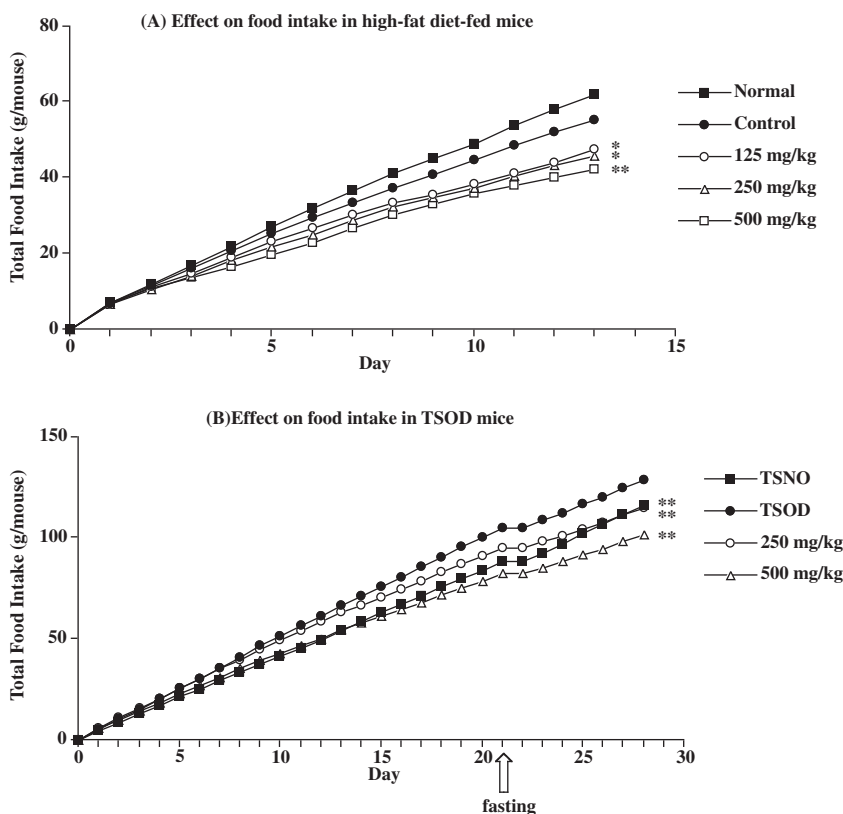 (A) Effect on food intake in high-fat diet-fed mice
80
60
40
20
0
Total Food Intake (g/mouse)
0 5 10 15
Day
Normal
Control
125 mg/kg
250 mg/kg
500 mg/kg
*
*
**
(B)Effect on food intake in TSOD mice
150
100
50
0
Total Food Intake (g/mouse)
0 5 10 15 20 25 30
Day
fasting
TSNO
TSOD
250 mg/kg
500 mg/kg
**
**
**